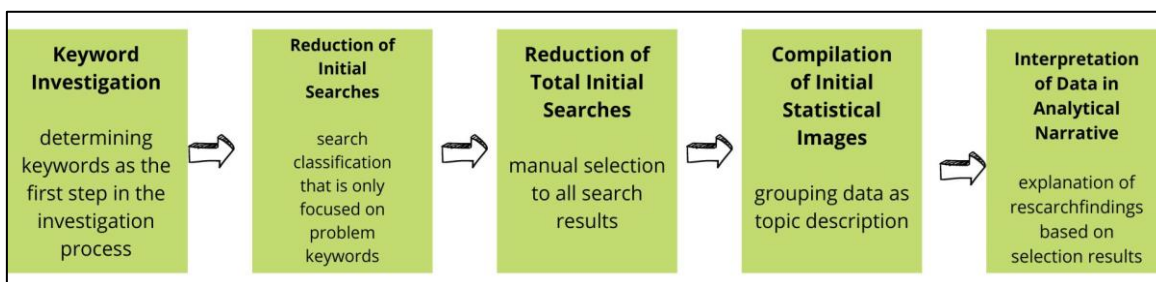 Keyword
Investigation
determining
keywords as the
first step in the
investigation
process
Reduction of
Initial
Searches
search
classification
that is only
focused on
problem
keywords
Reduction of
Total Initial
Searches
manual selection
to all search
results
Compilation
of Initial
Statistical
Images
grouping data as
topic description
Interpretation
of Data in
Analytical
Narrative
explanation of
rescarchfindings
based on
selection results